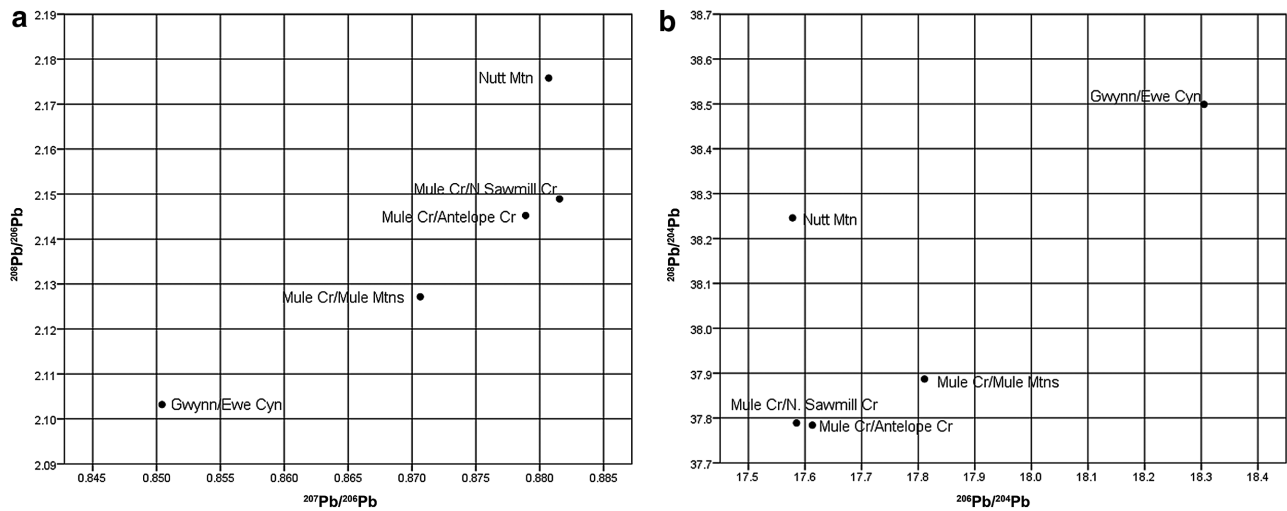 a
2.19
2.18
2.17
2.16
2.15
2.14
2.13
2.12
2.11
2.10
2.09
²⁰⁸Pb/²⁰⁶Pb
Nutt Mtn
Mule Cr/N Sawmill Cr
Mule Cr/Antelope Cr
Mule Cr/Mule Mtns
Gwynn/Ewe Cyn
0.845 0.850 0.855 0.860 0.865 0.870 0.875 0.880 0.885
²⁰⁷Pb/²⁰⁶Pb
b
38.7
38.6
38.5
38.4
38.3
38.2
38.1
38.0
37.9
37.8
37.7
²⁰⁸Pb/²⁰⁴Pb
Gwynn/Ewe Cyn
Nutt Mtn
Mule Cr/Mule Mtns
Mule Cr/N. Sawmill Cr
Mule Cr/Antelope Cr
17.5 17.6 17.7 17.8 17.9 18.0 18.1 18.2 18.3 18.4
²⁰⁶Pb/²⁰⁴Pb